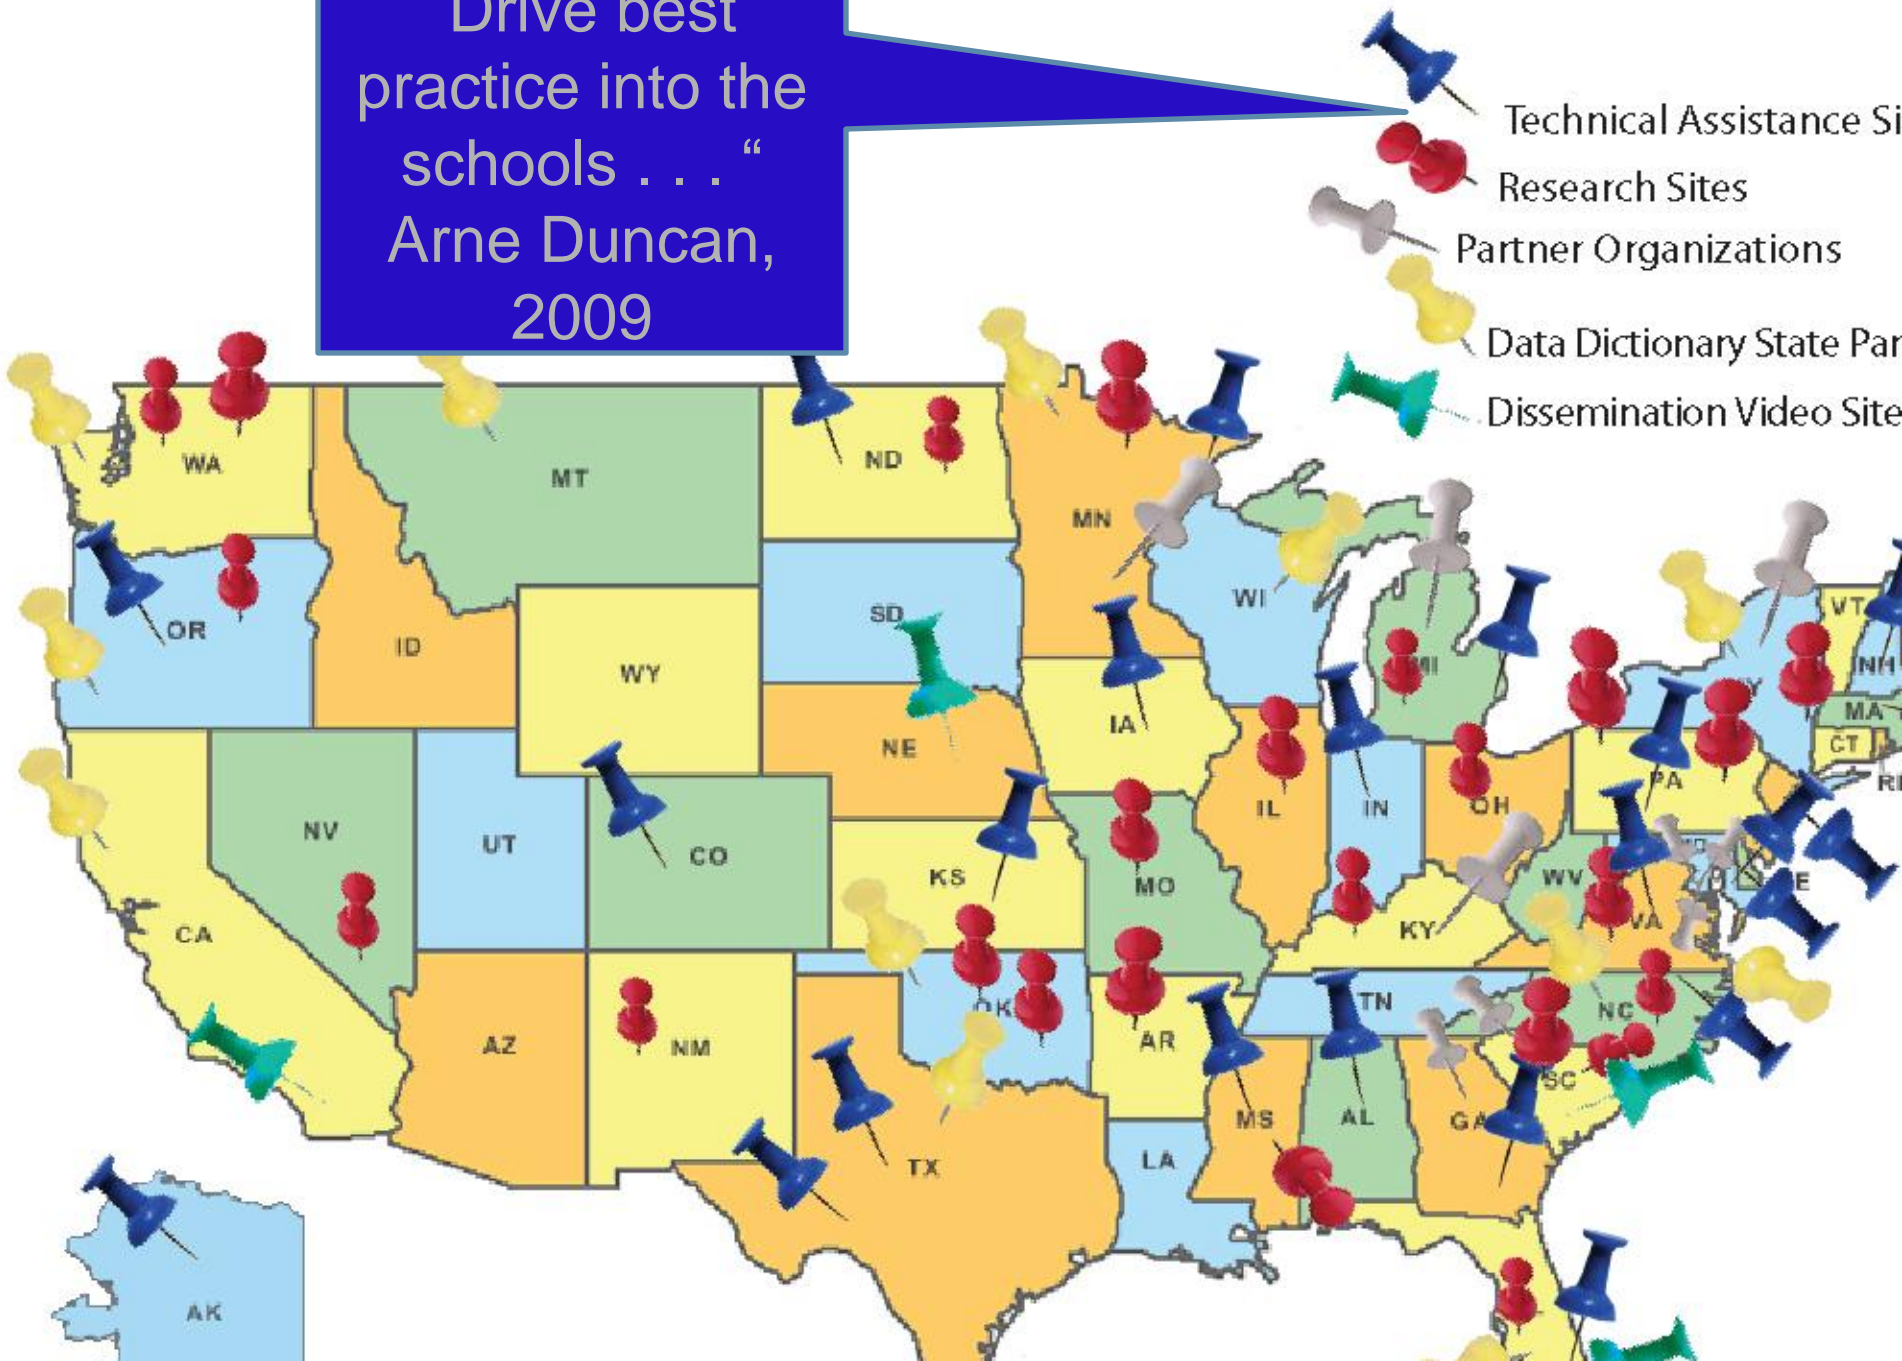 Drive best
practice into the
schools . . . “
Arne Duncan,
2009
Technical Assistance Si
Research Sites
Partner Organizations
Data Dictionary State Par
Dissemination Video Site
WA
MT
ND
MN
OR
ID
WY
SD
WI
MI
VT
NH
MA
CT
RI
NV
UT
CO
NE
IA
IL
IN
OH
PA
CA
KS
MO
KY
WV
VA
AZ
NM
OK
AR
TN
NC
SC
TX
LA
MS
AL
GA
AK